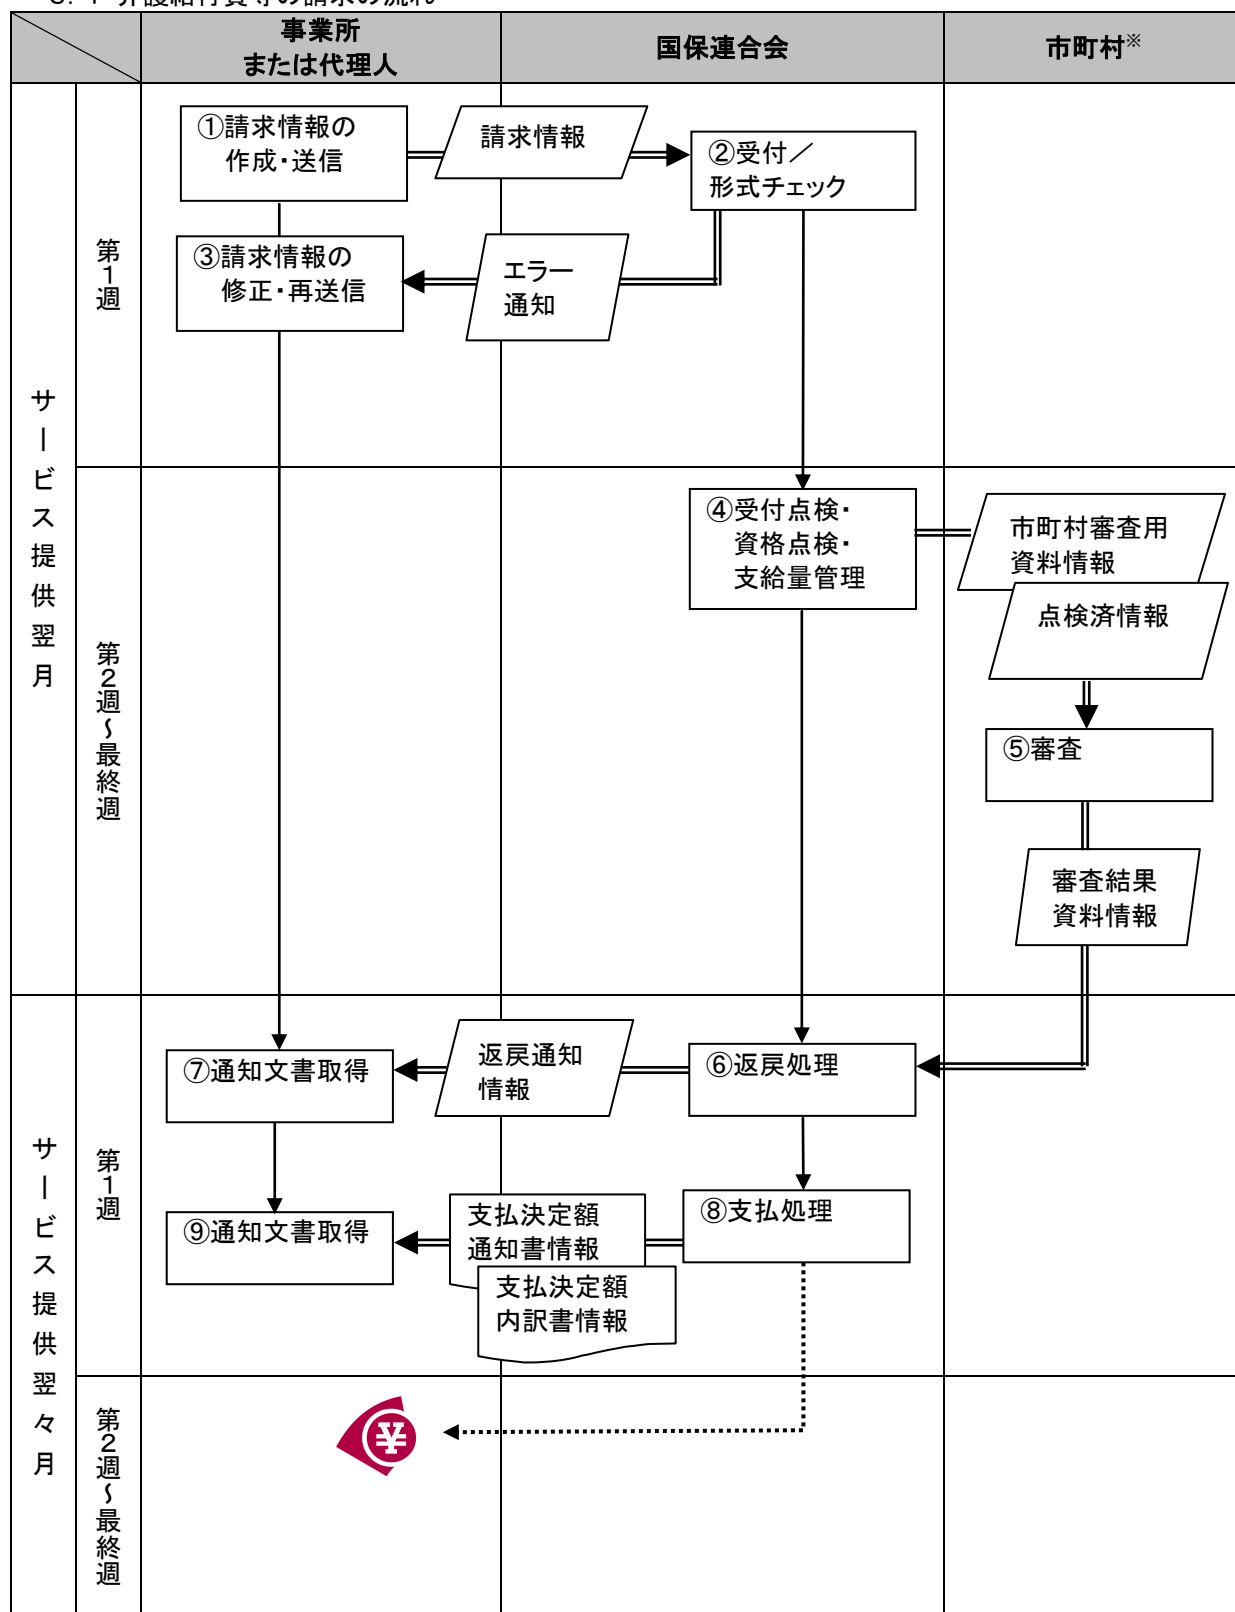 事業所
または代理人
国保連合会
市町村※
サービス提供翌月
第1週
①請求情報の
作成・送信
請求情報
②受付／
形式チェック
③請求情報の
修正・再送信
エラー
通知
第2週～最終週
④受付点検・
資格点検・
支給量管理
市町村審査用
資料情報
点検済情報
⑤審査
審査結果
資料情報
サービス提供翌々月
第1週
⑦通知文書取得
返戻通知
情報
⑥返戻処理
⑨通知文書取得
支払決定額
通知書情報
支払決定額
内訳書情報
⑧支払処理
第2週～最終週
¥